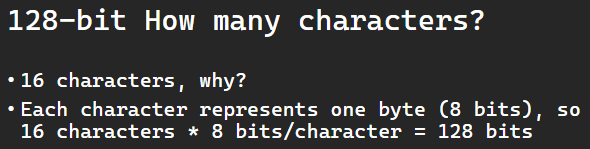 128-bit How many characters?
• 16 characters, why?
• Each character represents one byte (8 bits), so
16 characters * 8 bits/character = 128 bits